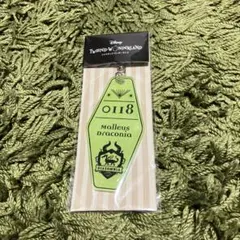 Disney
TWISTED WONDERLAND
0118
Malleus
Draconia